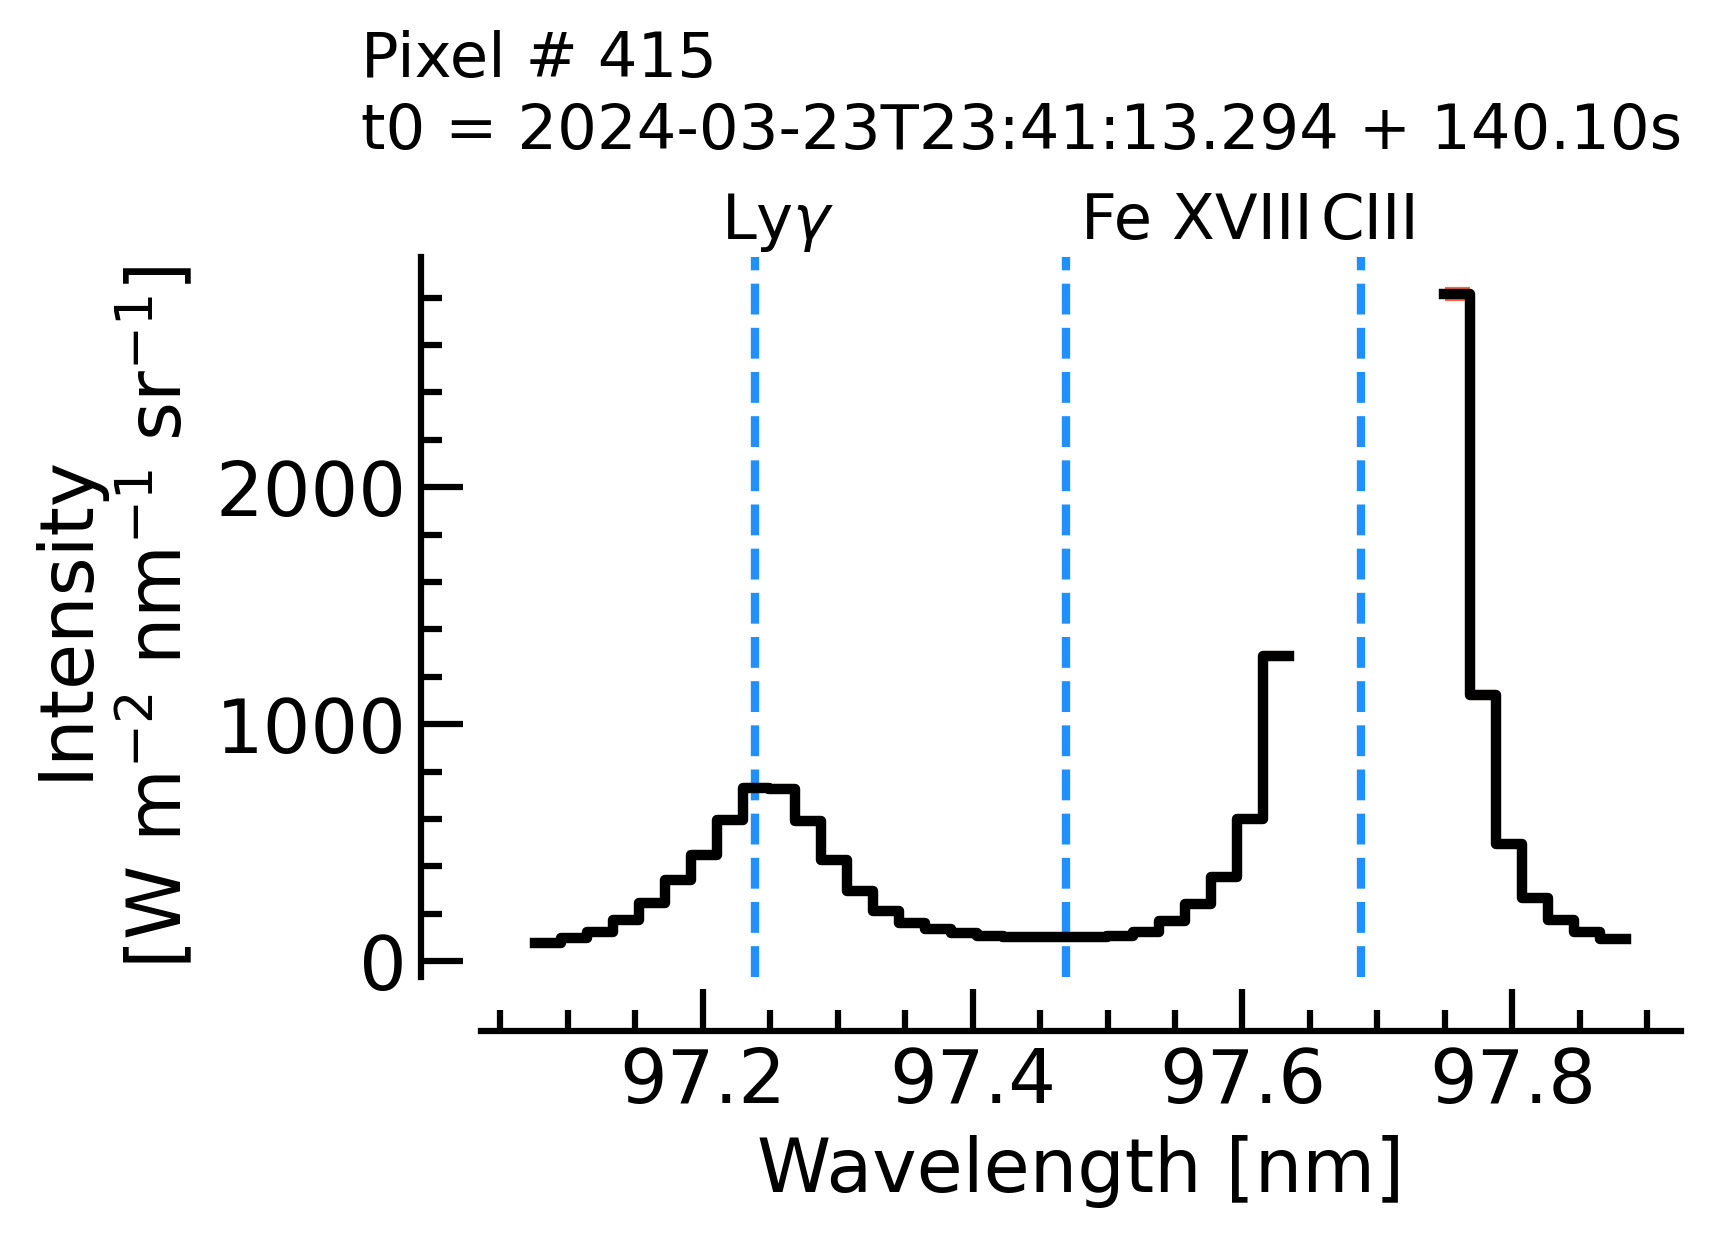 Pixel # 415
t0 = 2024-03-23T23:41:13.294 + 140.10s
Lyγ Fe XVIII CIII
Intensity
[W m⁻² nm⁻¹ sr⁻¹]
2000
1000
0
97.2 97.4 97.6 97.8
Wavelength [nm]